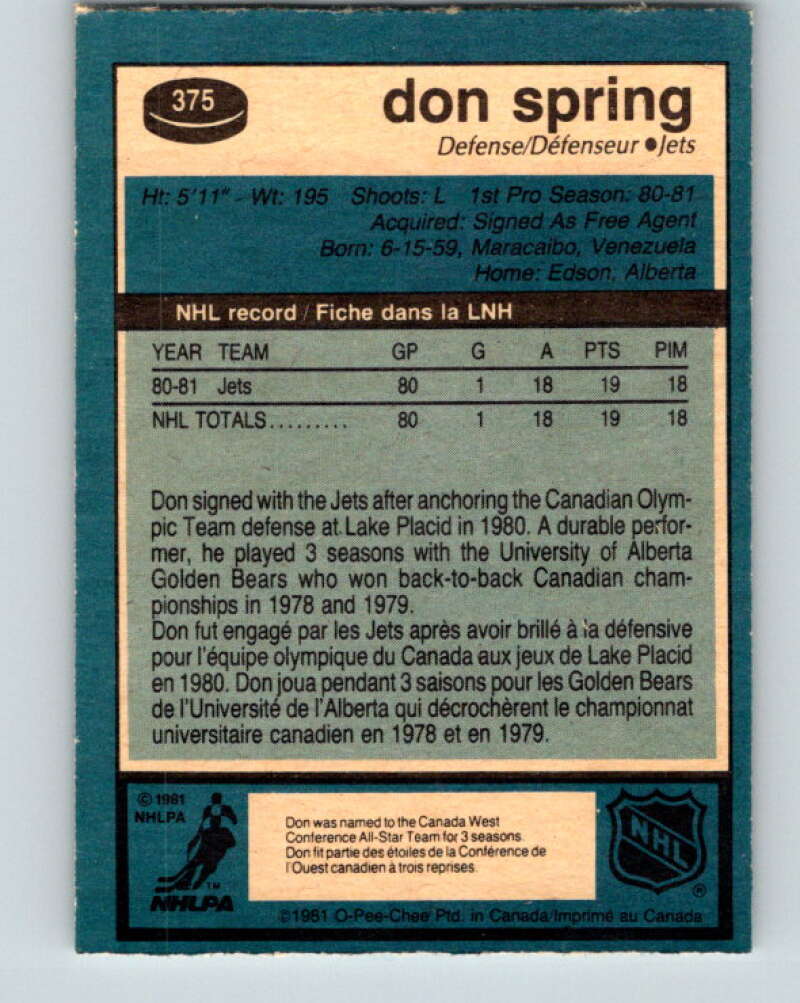 375
don spring
Defense/Défenseur ●Jets
Ht: 5'11" - Wt: 195 Shoots: L 1st Pro Season: 80-81
Acquired: Signed As Free Agent
Born: 6-15-59, Maracaibo, Venezuela
Home: Edson, Alberta
NHL record / Fiche dans la LNH
YEAR TEAM GP G A PTS PIM
80-81 Jets 80 1 18 19 18
NHL TOTALS......... 80 1 18 19 18
Don signed with the Jets after anchoring the Canadian Olym-
pic Team defense at Lake Placid in 1980. A durable perfor-
mer, he played 3 seasons with the University of Alberta
Golden Bears who won back-to-back Canadian cham-
pionships in 1978 and 1979.
Don fut engagé par les Jets après avoir brillé à la défensive
pour l'équipe olympique du Canada aux jeux de Lake Placid
en 1980. Don joua pendant 3 saisons pour les Golden Bears
de l'Université de l'Alberta qui décrochèrent le championnat
universitaire canadien en 1978 et en 1979.
© 1981
NHLPA
TM
NHLPA
Don was named to the Canada West
Conference All-Star Team for 3 seasons.
Don fit partie des étoiles de la Conférence de
l'Ouest canadien à trois reprises.
NHL
®
©1981 O-Pee-Chee Ptd. in Canada/Imprimé au Canada